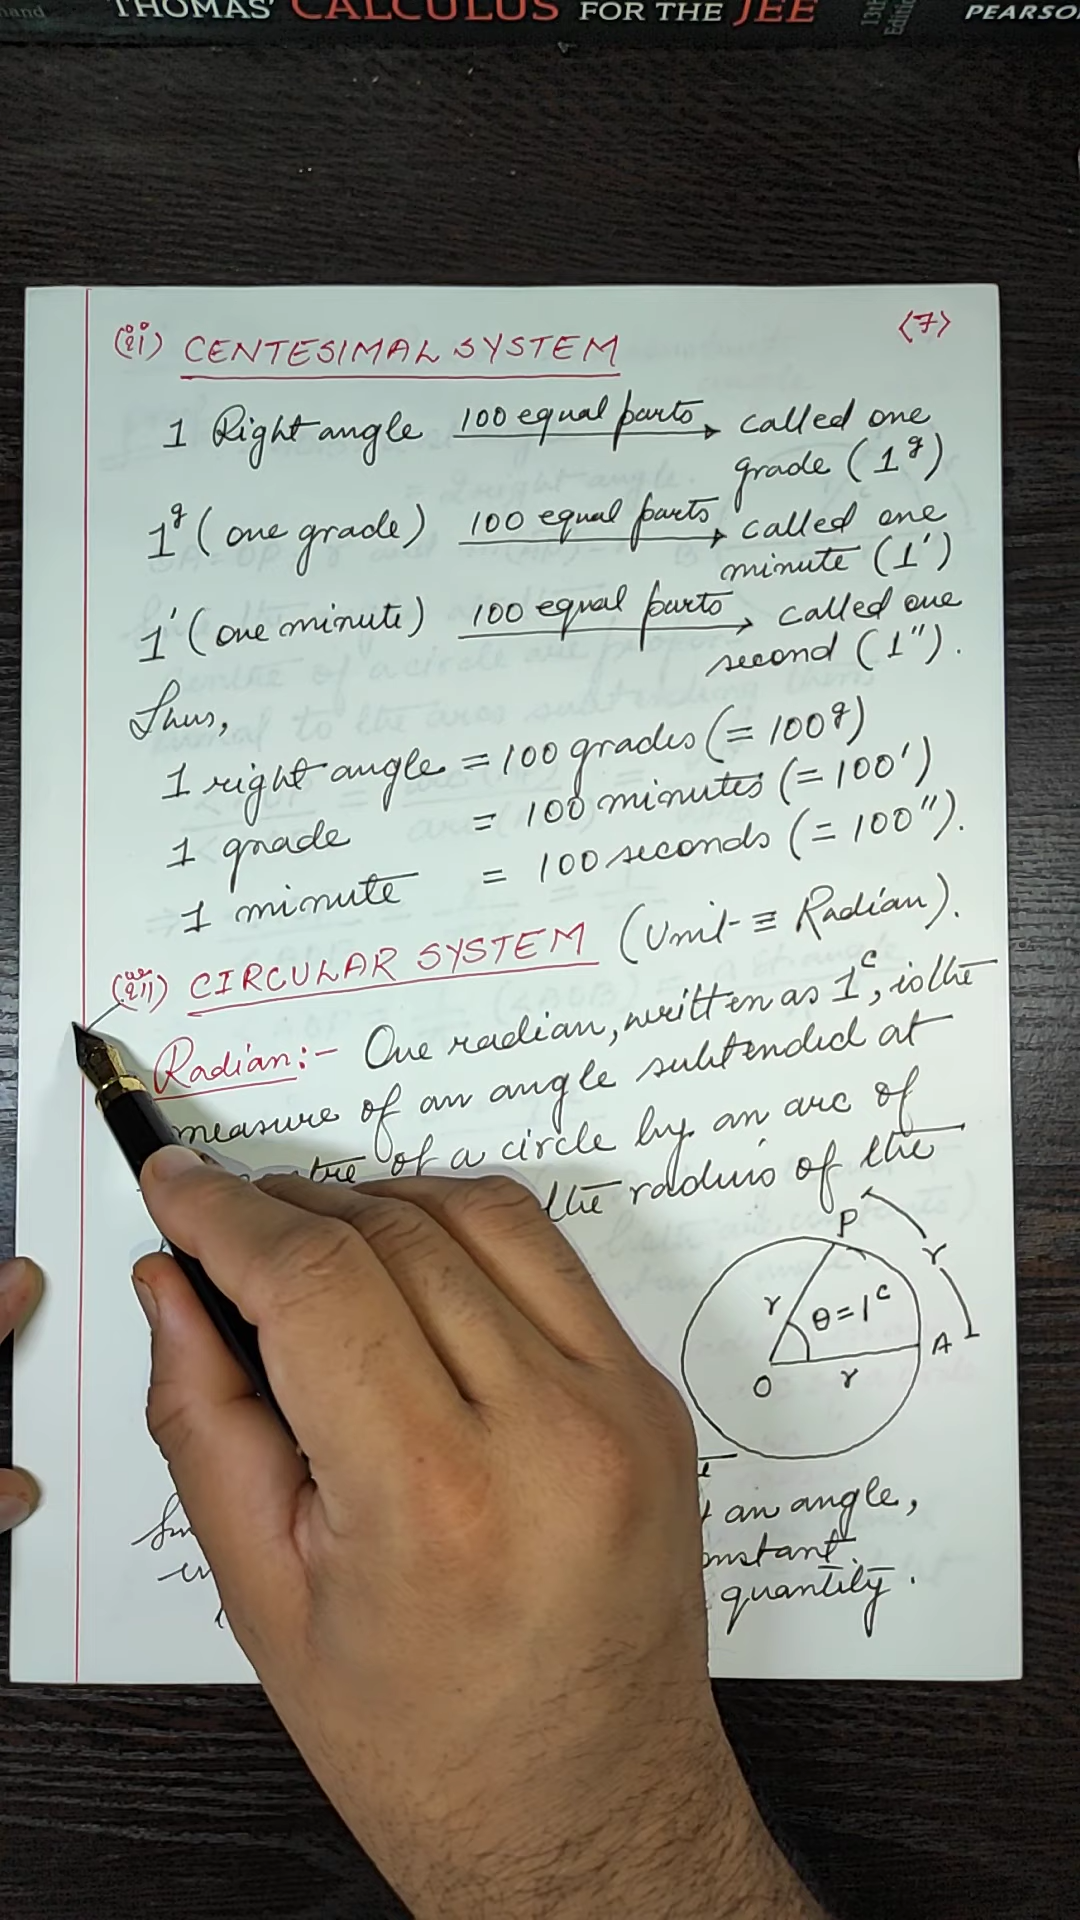 THOMAS' CALCULUS FOR THE JEE 13th Edition PEARSO
(ii) CENTESIMAL SYSTEM <7>
1 Right angle 100 equal parts called one
grade (1ᵍ)
1ᵍ (one grade) 100 equal parts called one
minute (1')
1' (one minute) 100 equal parts called one
second (1").
Thus,
1 right angle = 100 grades (= 100ᵍ)
1 grade = 100 minutes (= 100')
1 minute = 100 seconds (= 100").
(iii) CIRCULAR SYSTEM (Unit ≡ Radian).
Radian:- One radian, written as 1ᶜ, is the
measure of an angle subtended at
of a circle by an arc of
the radius of the
P
r
r θ=1ᶜ
A
O r
an angle,
quantity.